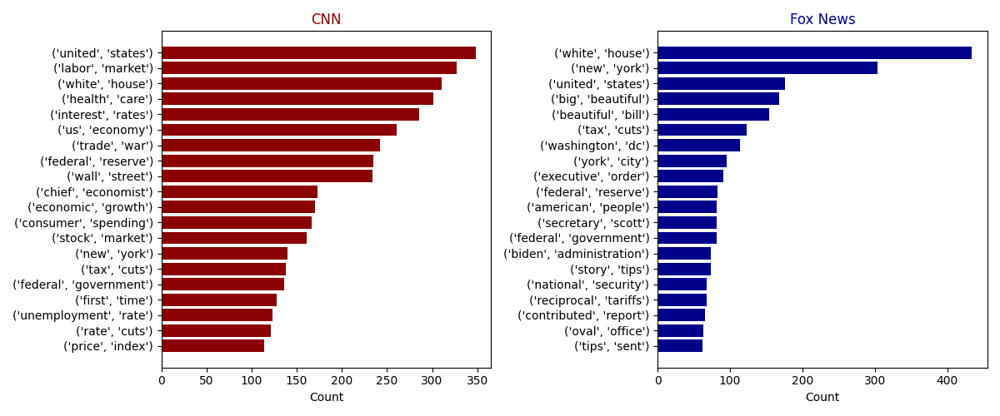 CNN
('united', 'states')
('labor', 'market')
('white', 'house')
('health', 'care')
('interest', 'rates')
('us', 'economy')
('trade', 'war')
('federal', 'reserve')
('wall', 'street')
('chief', 'economist')
('economic', 'growth')
('consumer', 'spending')
('stock', 'market')
('new', 'york')
('tax', 'cuts')
('federal', 'government')
('first', 'time')
('unemployment', 'rate')
('rate', 'cuts')
('price', 'index')
0 50 100 150 200 250 300 350
Count
Fox News
('white', 'house')
('new', 'york')
('united', 'states')
('big', 'beautiful')
('beautiful', 'bill')
('tax', 'cuts')
('washington', 'dc')
('york', 'city')
('executive', 'order')
('federal', 'reserve')
('american', 'people')
('secretary', 'scott')
('federal', 'government')
('biden', 'administration')
('story', 'tips')
('national', 'security')
('reciprocal', 'tariffs')
('contributed', 'report')
('oval', 'office')
('tips', 'sent')
0 100 200 300 400
Count